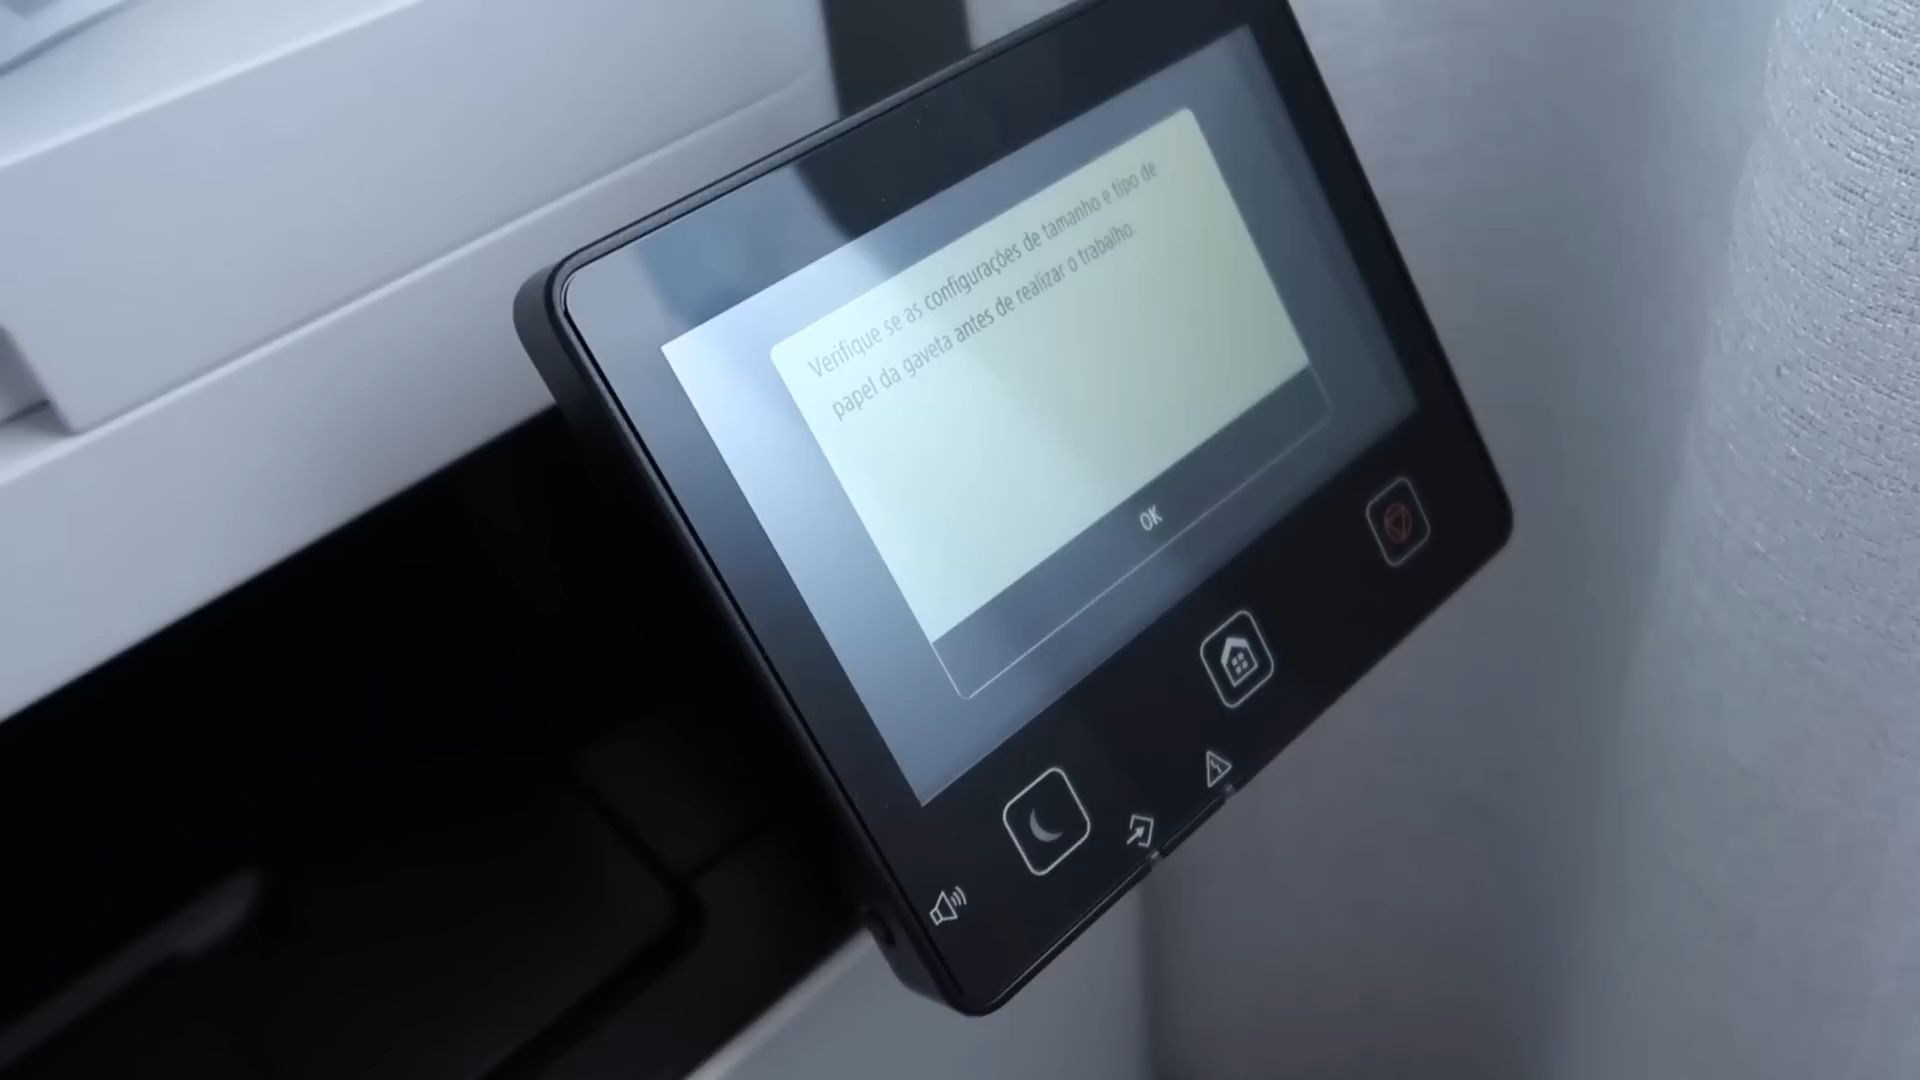 Verifique se as configurações de tamanho e tipo de
papel da gaveta antes de realizar o trabalho.
OK